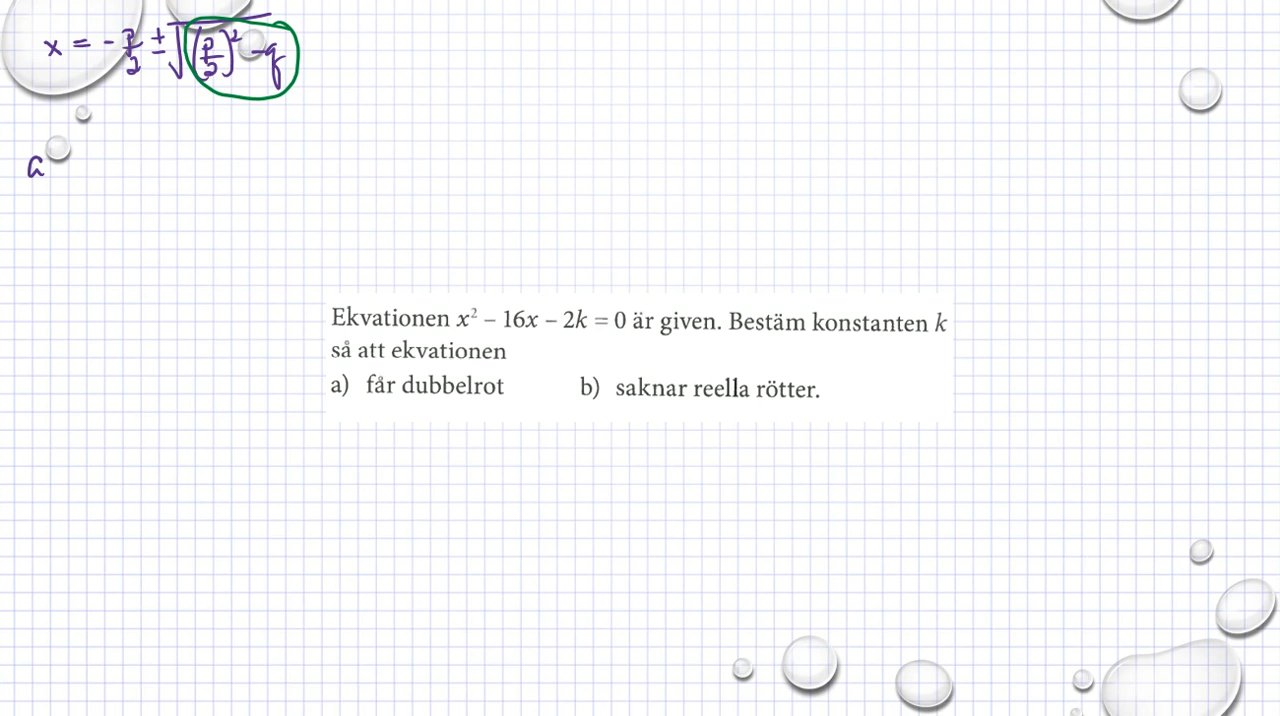 x = - p/2 ± √((p/2)² - q)
a
Ekvationen x² – 16x – 2k = 0 är given. Bestäm konstanten k
så att ekvationen
a) får dubbelrot b) saknar reella rötter.